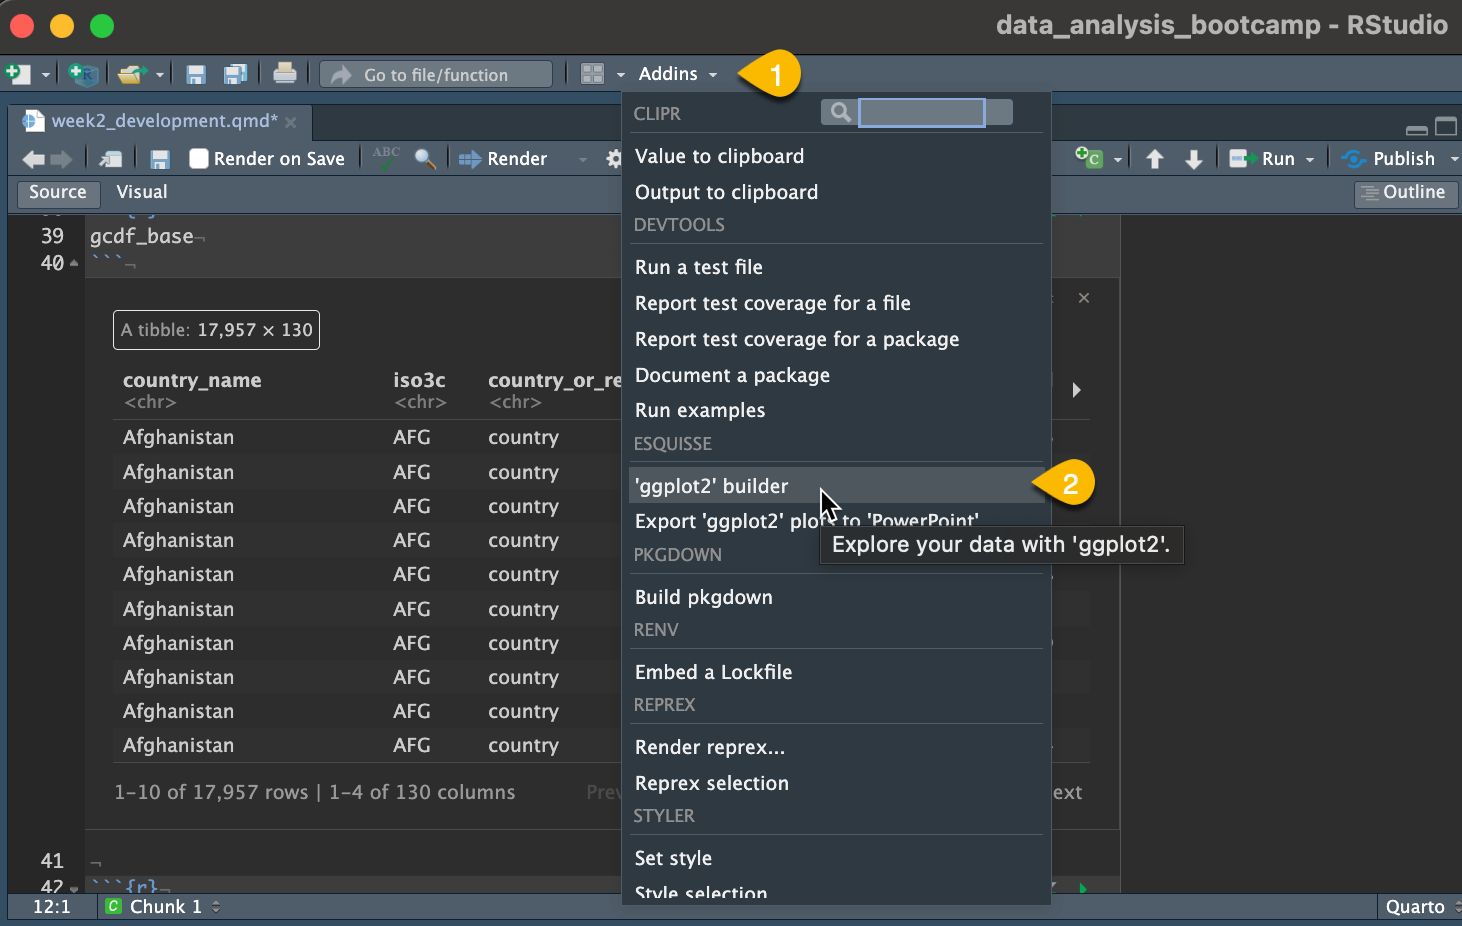 data_analysis_bootcamp - RStudio
Go to file/function
Addins
1
week2_development.qmd*
Render on Save
ABC
Render
Run
Publish
Source
Visual
Outline
39
gcdf_base
40
```
A tibble: 17,957 × 130
country_name
iso3c
country_or_re
<chr>
<chr>
<chr>
Afghanistan AFG country
Afghanistan AFG country
Afghanistan AFG country
Afghanistan AFG country
Afghanistan AFG country
Afghanistan AFG country
Afghanistan AFG country
Afghanistan AFG country
Afghanistan AFG country
Afghanistan AFG country
1-10 of 17,957 rows | 1-4 of 130 columns
Prev
ext
41
42
```{r}
CLIPR
Value to clipboard
Output to clipboard
DEVTOOLS
Run a test file
Report test coverage for a file
Report test coverage for a package
Document a package
Run examples
ESQUISSE
'ggplot2' builder
2
Export 'ggplot2' plots to 'PowerPoint'
Explore your data with 'ggplot2'.
PKGDOWN
Build pkgdown
RENV
Embed a Lockfile
REPREX
Render reprex...
Reprex selection
STYLER
Set style
Style selection
12:1
C Chunk 1
Quarto